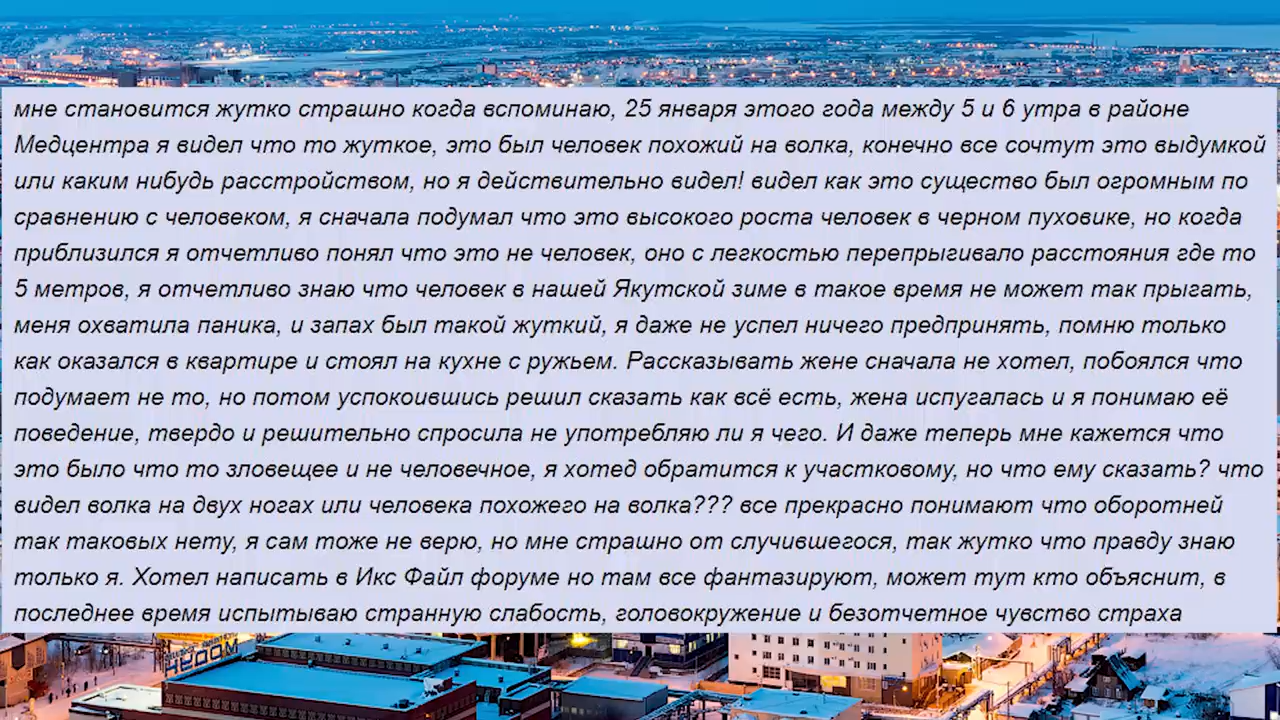 мне становится жутко страшно когда вспоминаю, 25 января этого года между 5 и 6 утра в районе
Медцентра я видел что то жуткое, это был человек похожий на волка, конечно все сочтут это выдумкой
или каким нибудь расстройством, но я действительно видел! видел как это существо был огромным по
сравнению с человеком, я сначала подумал что это высокого роста человек в черном пуховике, но когда
приблизился я отчетливо понял что это не человек, оно с легкостью перепрыгивало расстояния где то
5 метров, я отчетливо знаю что человек в нашей Якутской зиме в такое время не может так прыгать,
меня охватила паника, и запах был такой жуткий, я даже не успел ничего предпринять, помню только
как оказался в квартире и стоял на кухне с ружьем. Рассказывать жене сначала не хотел, побоялся что
подумает не то, но потом успокоившись решил сказать как всё есть, жена испугалась и я понимаю её
поведение, твердо и решительно спросила не употребляю ли я чего. И даже теперь мне кажется что
это было что то зловещее и не человечное, я хотед обратится к участковому, но что ему сказать? что
видел волка на двух ногах или человека похожего на волка??? все прекрасно понимают что оборотней
так таковых нету, я сам тоже не верю, но мне страшно от случившегося, так жутко что правду знаю
только я. Хотел написать в Икс Файл форуме но там все фантазируют, может тут кто объяснит, в
последнее время испытываю странную слабость, головокружение и безотчетное чувство страха